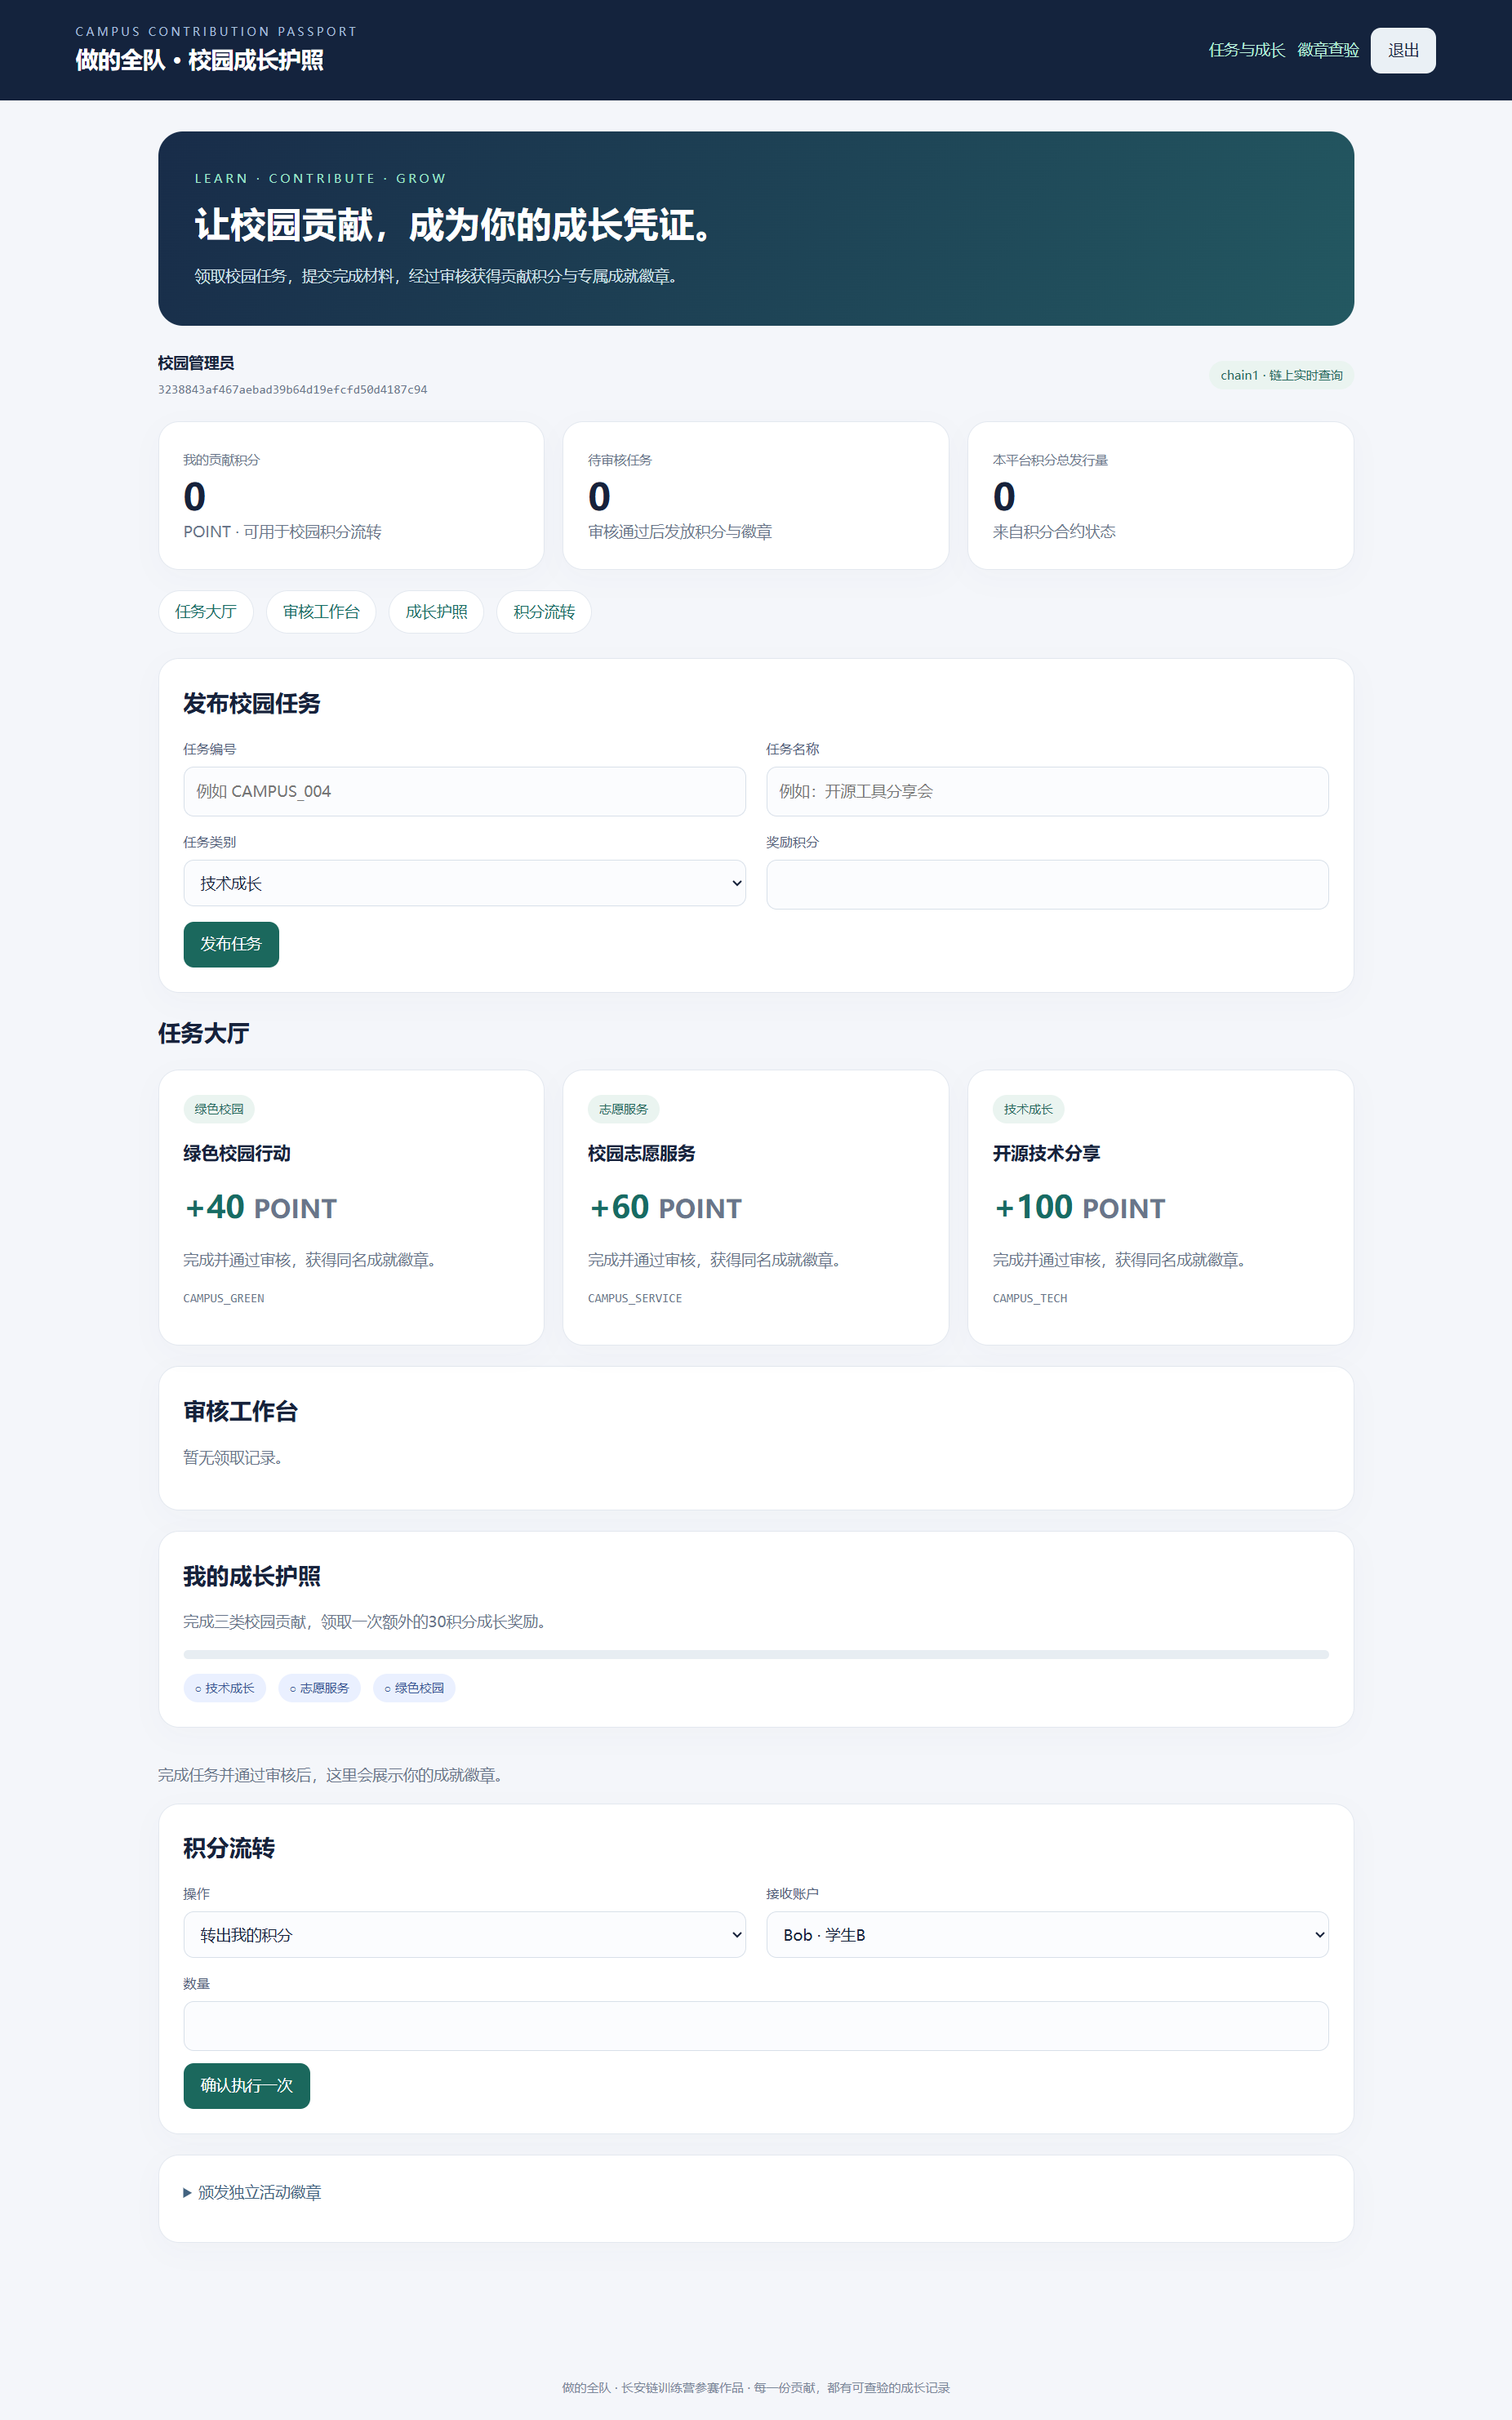 CAMPUS CONTRIBUTION PASSPORT
做的全队 · 校园成长护照
任务与成长 徽章查验 退出
LEARN · CONTRIBUTE · GROW
让校园贡献，成为你的成长凭证。
领取校园任务，提交完成材料，经过审核获得贡献积分与专属成就徽章。
校园管理员
3238843af467aebad39b64d19efcfd50d4187c94
chain1 · 链上实时查询
我的贡献积分
0
POINT · 可用于校园积分流转
待审核任务
0
审核通过后发放积分与徽章
本平台积分总发行量
0
来自积分合约状态
任务大厅 审核工作台 成长护照 积分流转
发布校园任务
任务编号
例如 CAMPUS_004
任务名称
例如：开源工具分享会
任务类别
技术成长
奖励积分
发布任务
任务大厅
绿色校园
绿色校园行动
+40 POINT
完成并通过审核，获得同名成就徽章。
CAMPUS_GREEN
志愿服务
校园志愿服务
+60 POINT
完成并通过审核，获得同名成就徽章。
CAMPUS_SERVICE
技术成长
开源技术分享
+100 POINT
完成并通过审核，获得同名成就徽章。
CAMPUS_TECH
审核工作台
暂无领取记录。
我的成长护照
完成三类校园贡献，领取一次额外的30积分成长奖励。
○ 技术成长 ○ 志愿服务 ○ 绿色校园
完成任务并通过审核后，这里会展示你的成就徽章。
积分流转
操作
转出我的积分
接收账户
Bob · 学生B
数量
确认执行一次
▶ 颁发独立活动徽章
做的全队 · 长安链训练营参赛作品 · 每一份贡献，都有可查验的成长记录